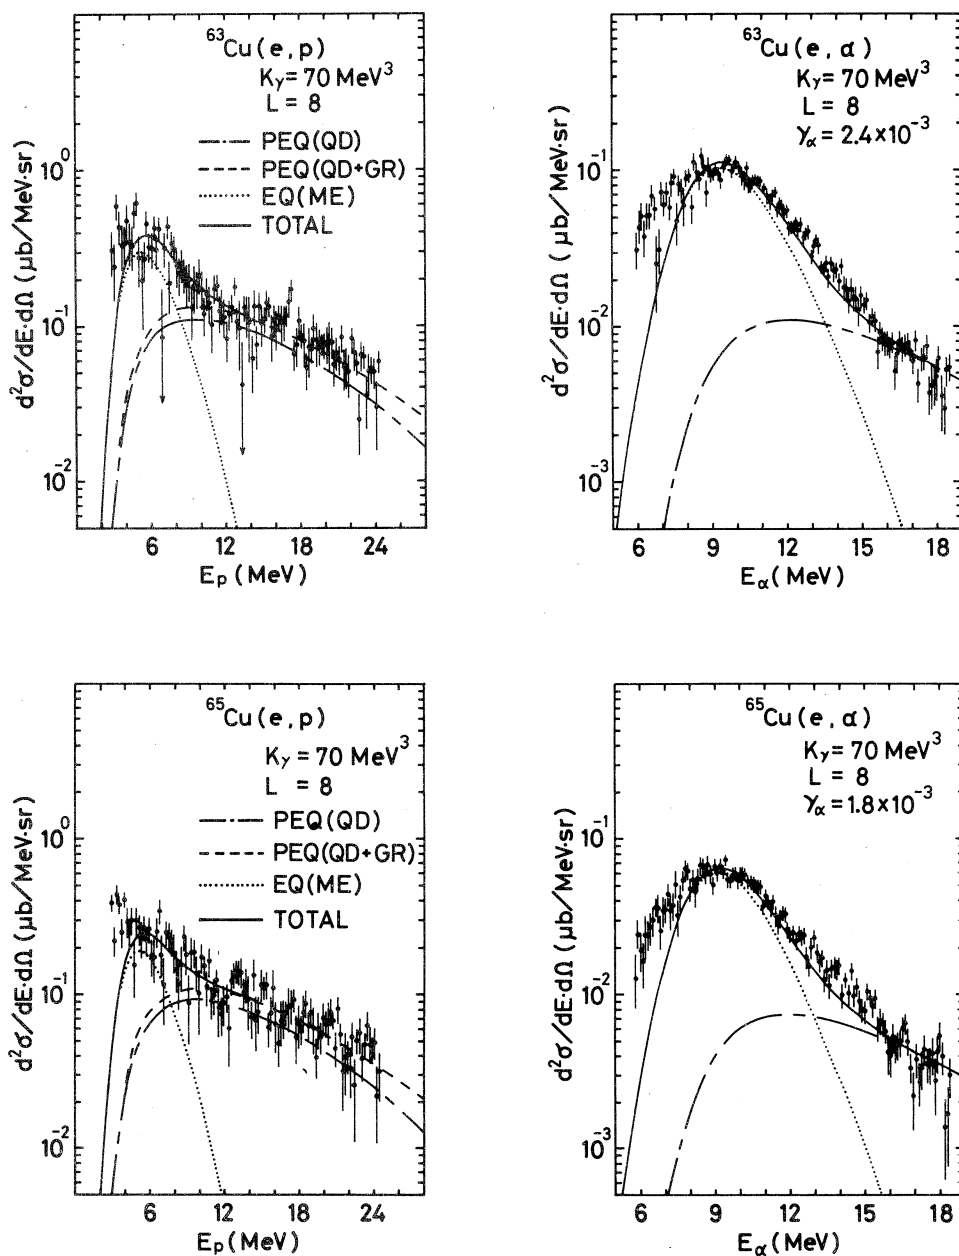 ⁶³Cu(e,p)
Kγ = 70 MeV³
L = 8
PEQ(QD)
PEQ(QD+GR)
EQ(ME)
TOTAL
d²σ/dE·dΩ (μb/MeV·sr)
10⁰
10⁻¹
10⁻²
6 12 18 24
Eₚ (MeV)
⁶³Cu(e,α)
Kγ = 70 MeV³
L = 8
γα = 2.4×10⁻³
d²σ/dE·dΩ (μb/MeV·sr)
10⁻¹
10⁻²
10⁻³
6 9 12 15 18
Eα (MeV)
⁶⁵Cu(e,p)
Kγ = 70 MeV³
L = 8
PEQ(QD)
PEQ(QD+GR)
EQ(ME)
TOTAL
d²σ/dE·dΩ (μb/MeV·sr)
10⁰
10⁻¹
10⁻²
6 12 18 24
Eₚ (MeV)
⁶⁵Cu(e,α)
Kγ = 70 MeV³
L = 8
γα = 1.8×10⁻³
d²σ/dE·dΩ (μb/MeV·sr)
10⁻¹
10⁻²
10⁻³
6 9 12 15 18
Eα (MeV)